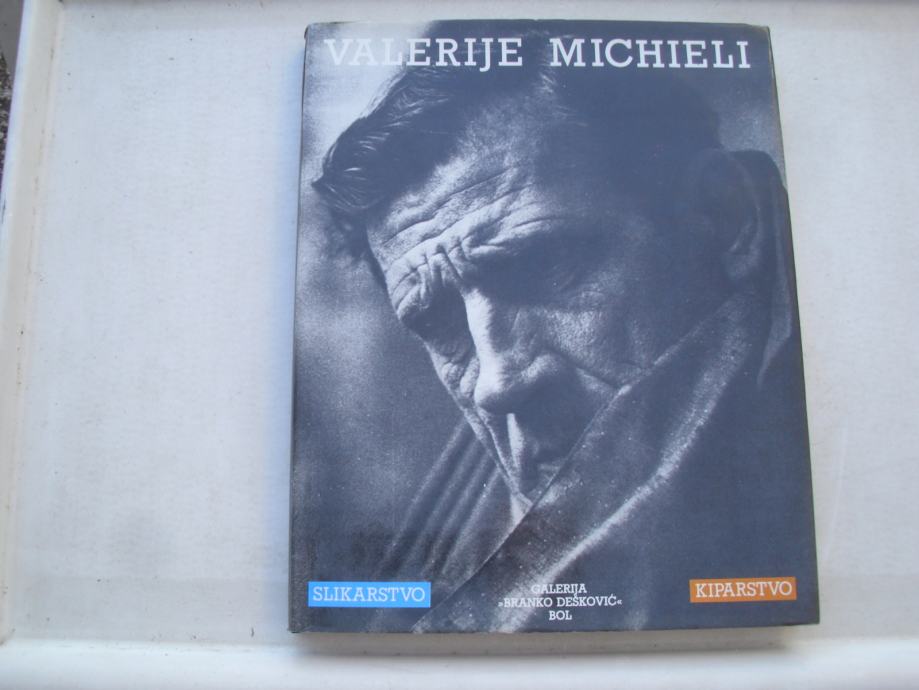 VALERIJE MICHIELI
SLIKARSTVO
GALERIJA
»BRANKO DEŠKOVIĆ«
BOL
KIPARSTVO